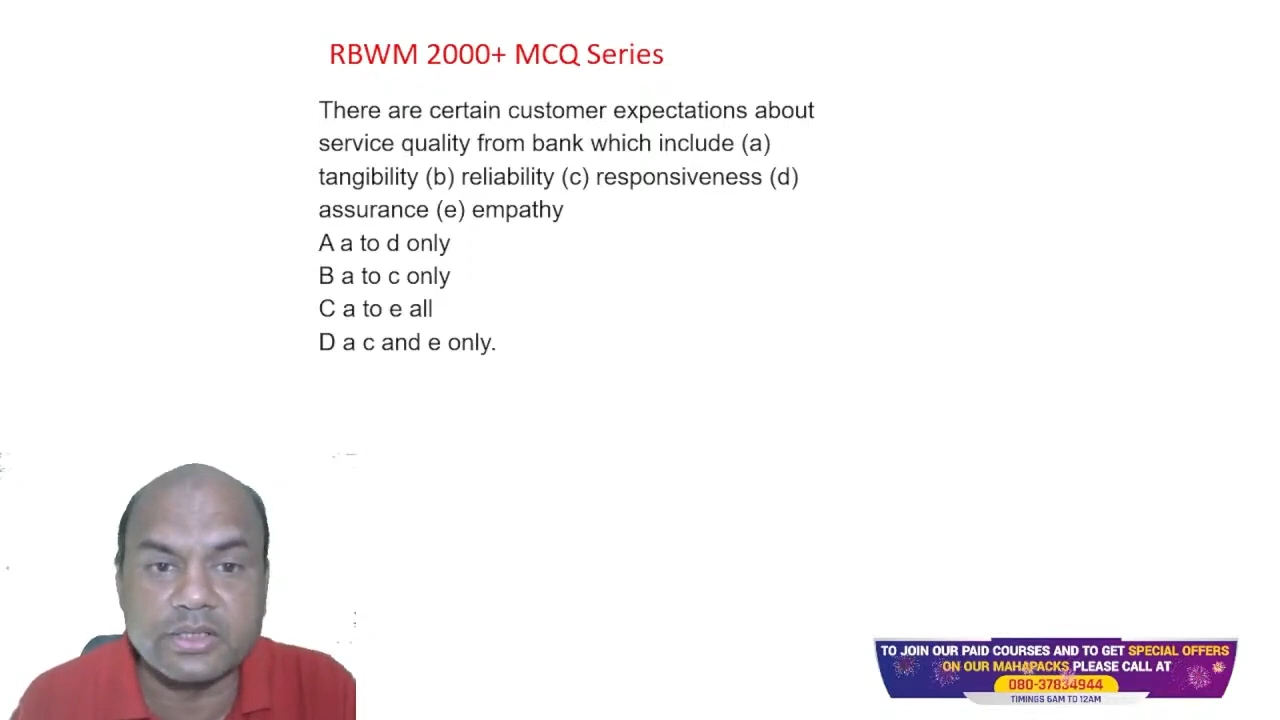 RBWM 2000+ MCQ Series
There are certain customer expectations about
service quality from bank which include (a)
tangibility (b) reliability (c) responsiveness (d)
assurance (e) empathy
A a to d only
B a to c only
C a to e all
D a c and e only.
TO JOIN OUR PAID COURSES AND TO GET SPECIAL OFFERS
ON OUR MAHAPACKS PLEASE CALL AT
080-37834944
TIMINGS 6AM TO 12AM